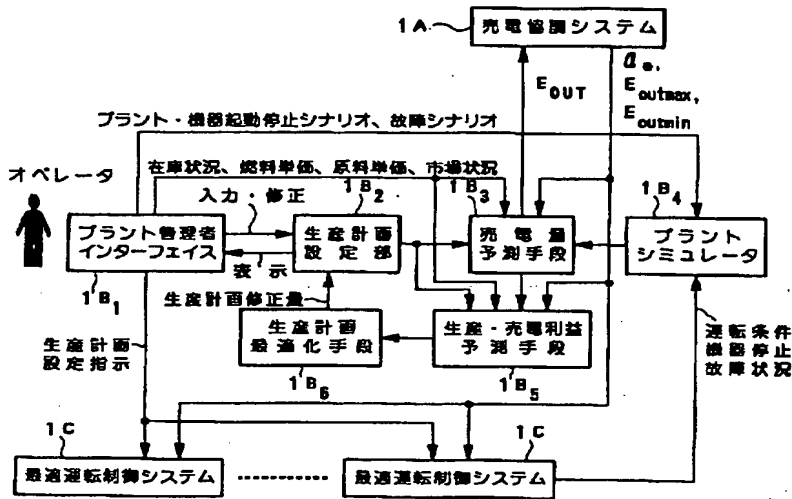 1A
売電協調システム
E_OUT
a_e,
E_outmax,
E_outmin
プラント・機器起動停止シナリオ、故障シナリオ
在庫状況、燃料単価、原料単価、市場状況
オペレータ
入力・修正
1B2
1B3
1B4
プラント管理者
インターフェイス
生産計画
設定部
売電量
予測手段
プラント
シミュレータ
表示
1B1
生産計画修正量
生産計画
設定指示
生産計画
最適化手段
生産・売電利益
予測手段
運転条件
機器停止
故障状況
1B6
1B5
1C
1C
最適運転制御システム
最適運転制御システム